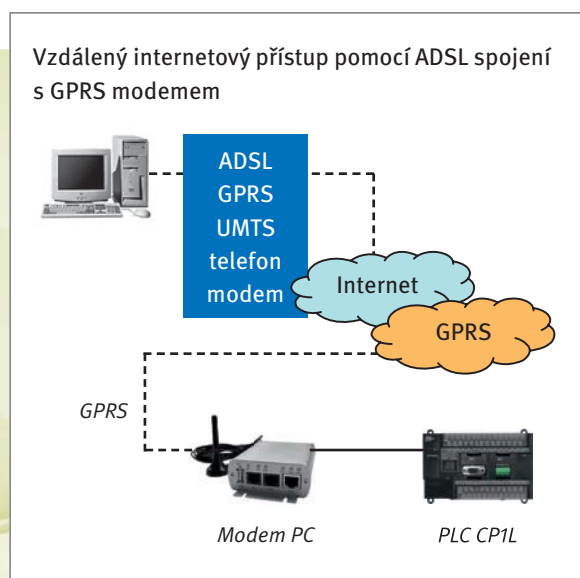 Vzdálený internetový přístup pomocí ADSL spojení
s GPRS modemem
ADSL
GPRS
UMTS
telefon
modem
Internet
GPRS
GPRS
Modem PC
PLC CP1L